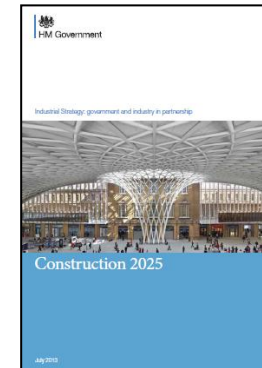 HM Government
Industrial Strategy: government and industry in partnership
Construction 2025
July 2013